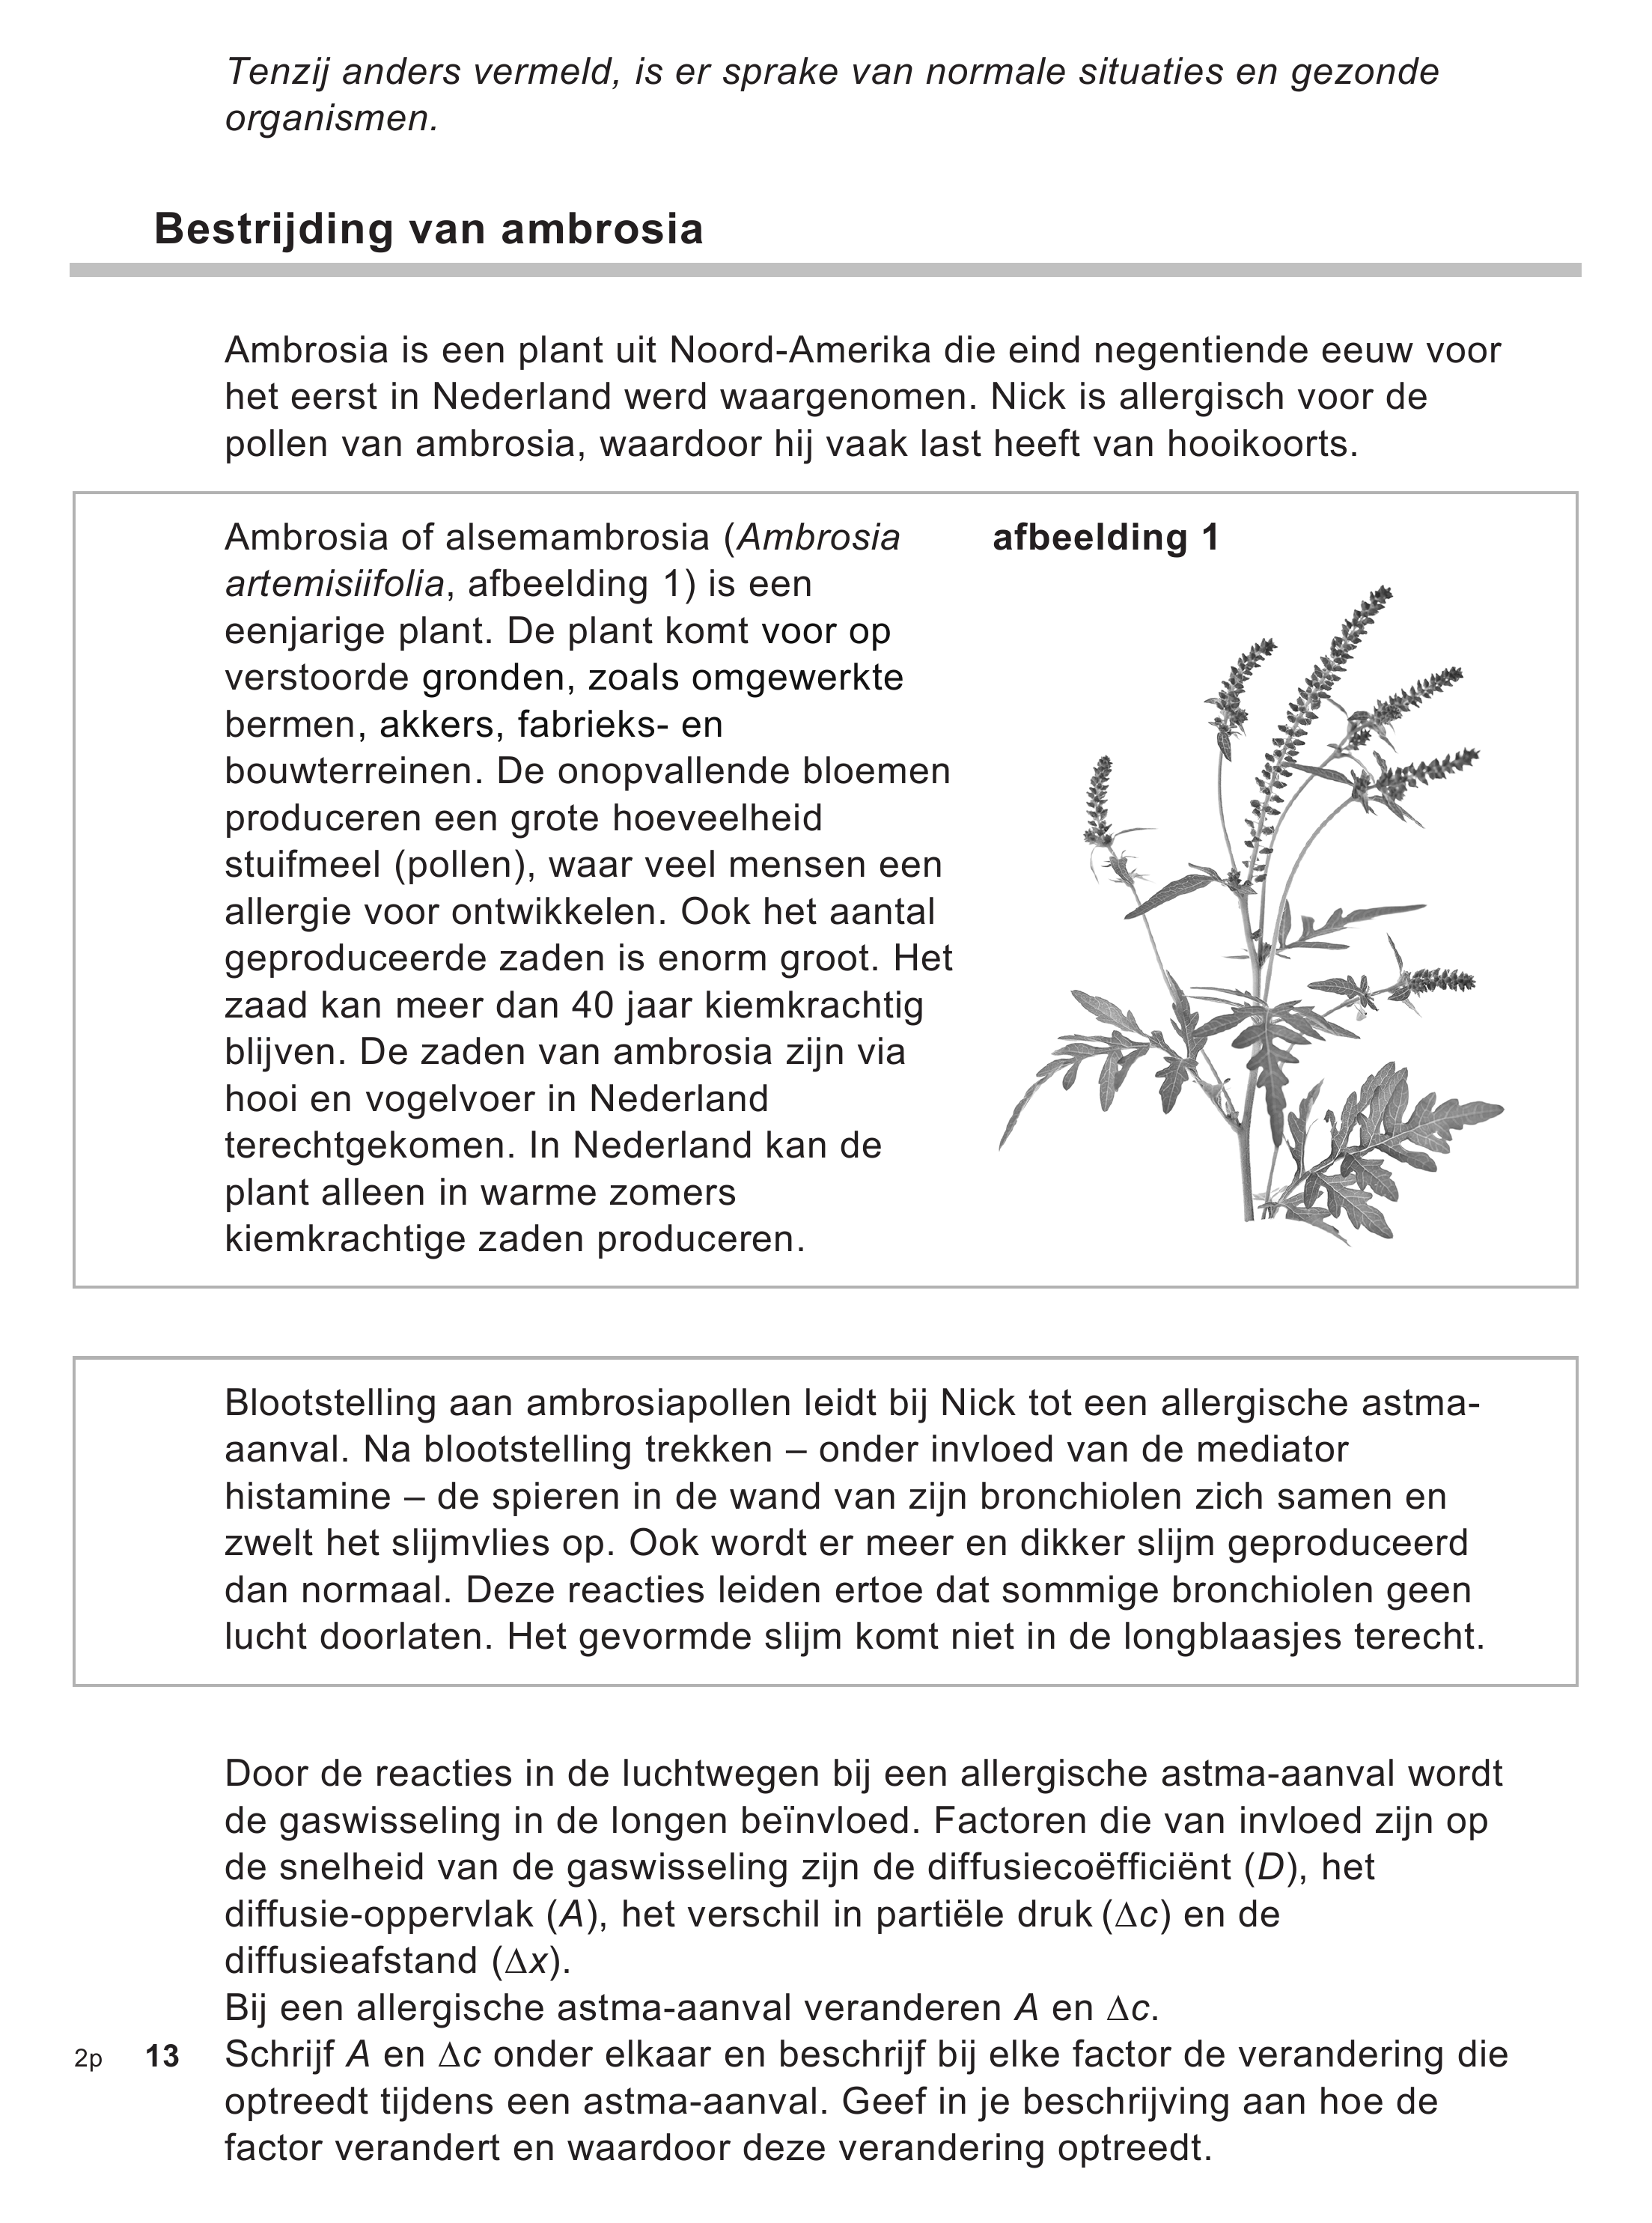 Tenzij anders vermeld, is er sprake van normale situaties en gezonde
organismen.
Bestrijding van ambrosia
Ambrosia is een plant uit Noord-Amerika die eind negentiende eeuw voor
het eerst in Nederland werd waargenomen. Nick is allergisch voor de
pollen van ambrosia, waardoor hij vaak last heeft van hooikoorts.
Ambrosia of alsemambrosia (Ambrosia
artemisiifolia, afbeelding 1) is een
eenjarige plant. De plant komt voor op
verstoorde gronden, zoals omgewerkte
bermen, akkers, fabrieks- en
bouwterreinen. De onopvallende bloemen
produceren een grote hoeveelheid
stuifmeel (pollen), waar veel mensen een
allergie voor ontwikkelen. Ook het aantal
geproduceerde zaden is enorm groot. Het
zaad kan meer dan 40 jaar kiemkrachtig
blijven. De zaden van ambrosia zijn via
hooi en vogelvoer in Nederland
terechtgekomen. In Nederland kan de
plant alleen in warme zomers
kiemkrachtige zaden produceren.
afbeelding 1
Blootstelling aan ambrosiapollen leidt bij Nick tot een allergische astma-
aanval. Na blootstelling trekken – onder invloed van de mediator
histamine – de spieren in de wand van zijn bronchiolen zich samen en
zwelt het slijmvlies op. Ook wordt er meer en dikker slijm geproduceerd
dan normaal. Deze reacties leiden ertoe dat sommige bronchiolen geen
lucht doorlaten. Het gevormde slijm komt niet in de longblaasjes terecht.
Door de reacties in de luchtwegen bij een allergische astma-aanval wordt
de gaswisseling in de longen beïnvloed. Factoren die van invloed zijn op
de snelheid van de gaswisseling zijn de diffusiecoëfficiënt (D), het
diffusie-oppervlak (A), het verschil in partiële druk (Δc) en de
diffusieafstand (Δx).
Bij een allergische astma-aanval veranderen A en Δc.
2p 13 Schrijf A en Δc onder elkaar en beschrijf bij elke factor de verandering die
optreedt tijdens een astma-aanval. Geef in je beschrijving aan hoe de
factor verandert en waardoor deze verandering optreedt.